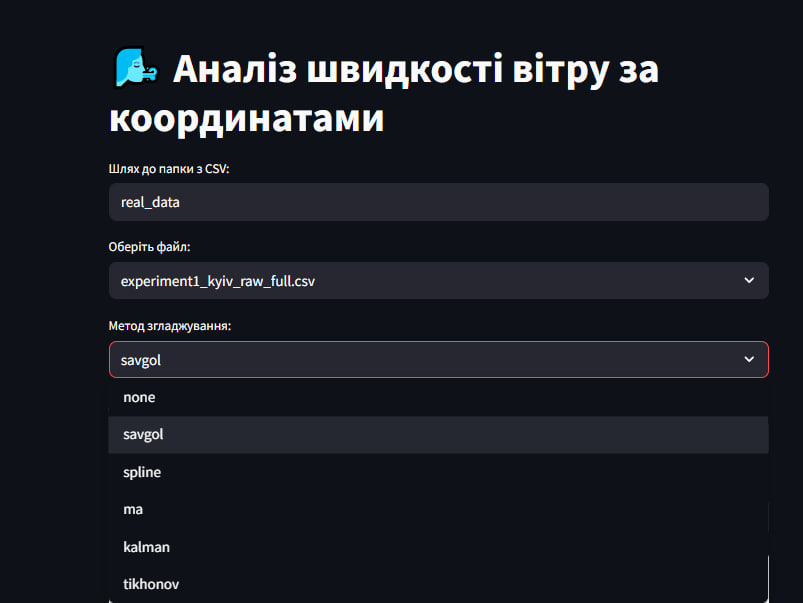 Аналіз швидкості вітру за
координатами
Шлях до папки з CSV:
real_data
Оберіть файл:
experiment1_kyiv_raw_full.csv
Метод згладжування:
savgol
none
savgol
spline
ma
kalman
tikhonov